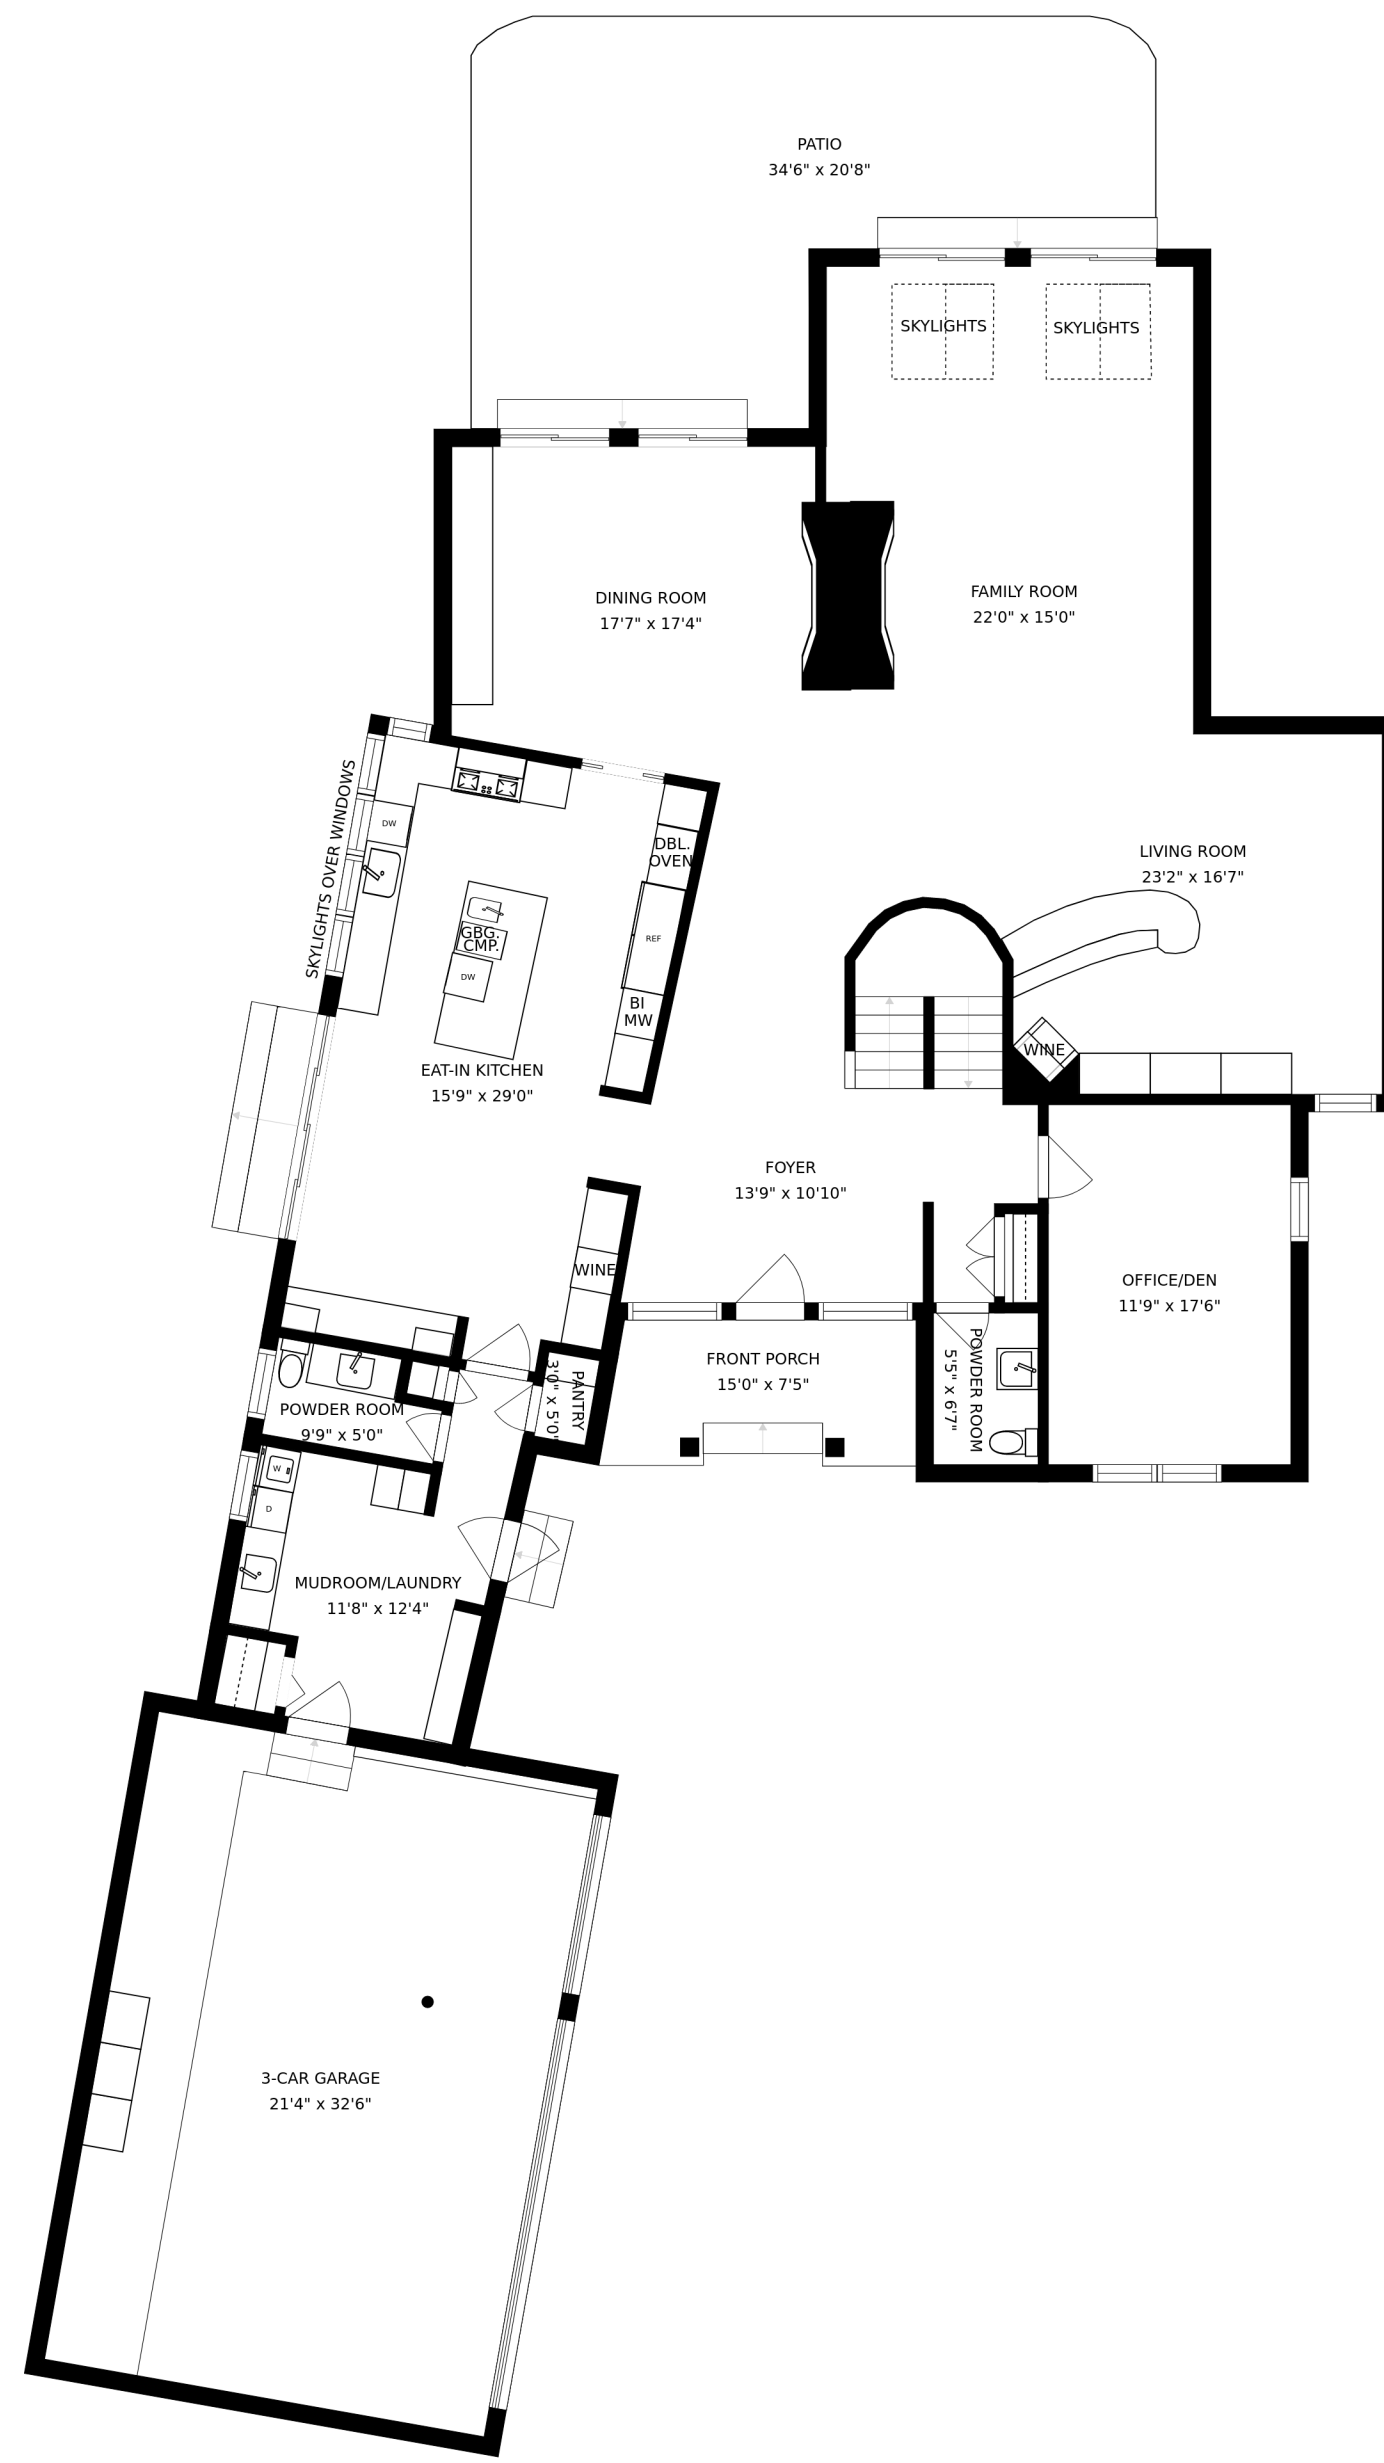 PATIO
34'6" x 20'8"
SKYLIGHTS
SKYLIGHTS
DINING ROOM
17'7" x 17'4"
FAMILY ROOM
22'0" x 15'0"
SKYLIGHTS OVER WINDOWS
DW
DBL.
OVEN
LIVING ROOM
23'2" x 16'7"
GBG.
CMP.
REF
DW
BI
MW
WINE
EAT-IN KITCHEN
15'9" x 29'0"
FOYER
13'9" x 10'10"
WINE
OFFICE/DEN
11'9" x 17'6"
FRONT PORCH
15'0" x 7'5"
POWDER ROOM
5'5" x 6'7"
PANTRY
3'0" x 5'0"
POWDER ROOM
9'9" x 5'0"
W
D
MUDROOM/LAUNDRY
11'8" x 12'4"
3-CAR GARAGE
21'4" x 32'6"